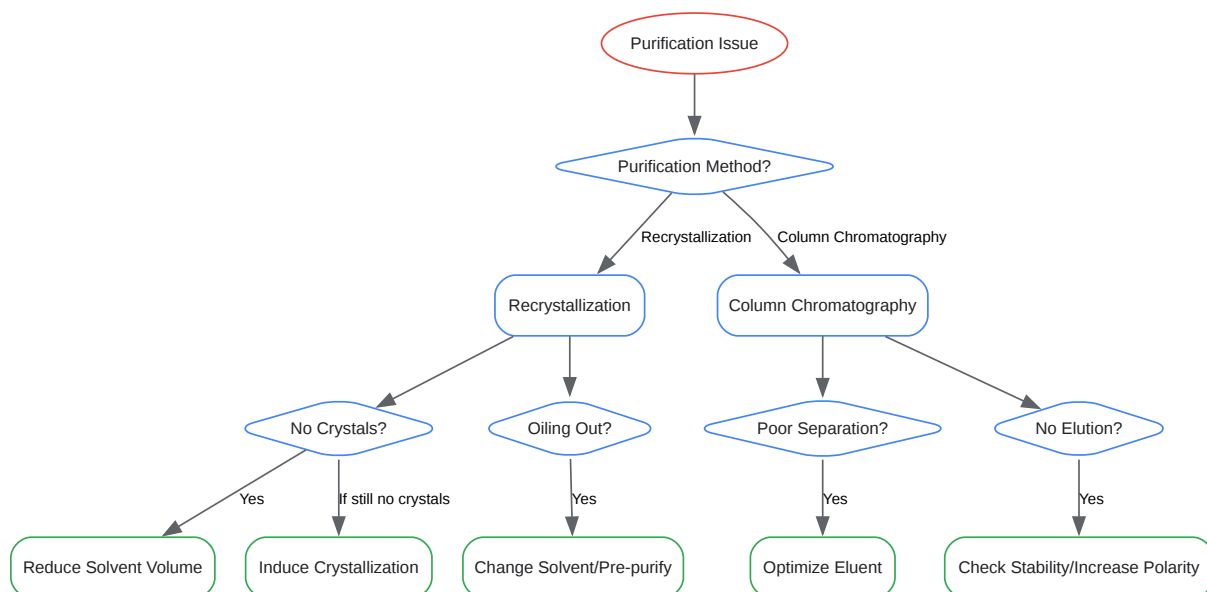 Purification Issue
Purification Method?
Recrystallization
Column Chromatography
Recrystallization
Column Chromatography
No Crystals?
Oiling Out?
Poor Separation?
No Elution?
Yes
If still no crystals
Yes
Yes
Yes
Reduce Solvent Volume
Induce Crystallization
Change Solvent/Pre-purify
Optimize Eluent
Check Stability/Increase Polarity